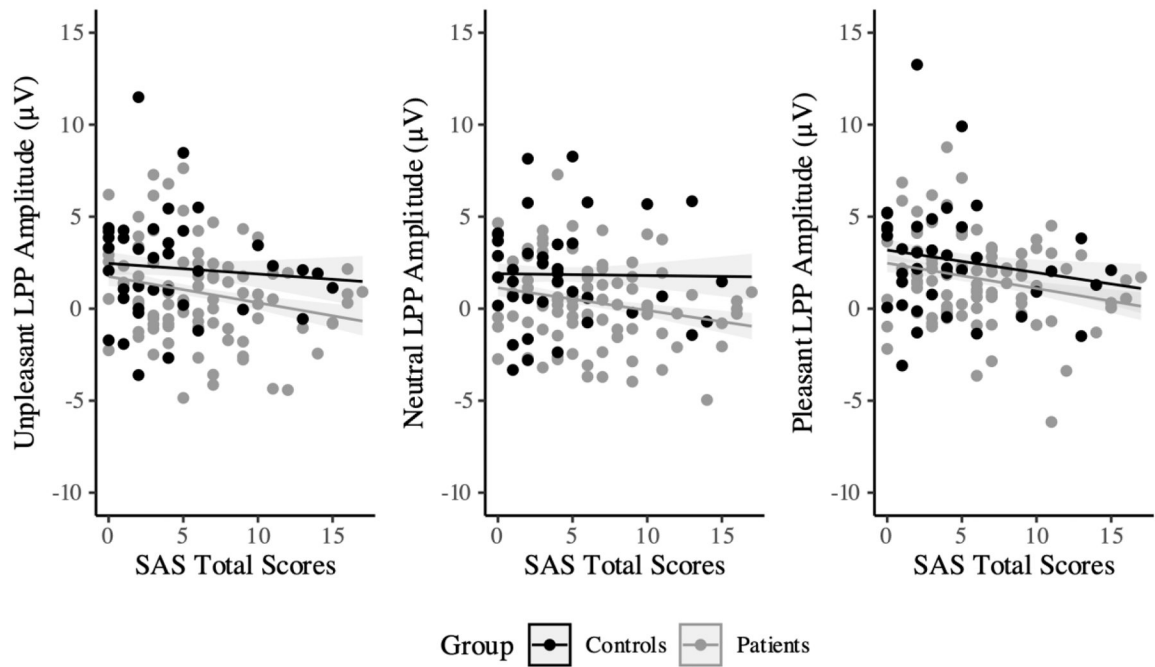 Unpleasant LPP Amplitude (µV)
15
10
5
0
-5
-10
0 5 10 15
SAS Total Scores
Neutral LPP Amplitude (µV)
15
10
5
0
-5
-10
0 5 10 15
SAS Total Scores
Pleasant LPP Amplitude (µV)
15
10
5
0
-5
-10
0 5 10 15
SAS Total Scores
Group Controls Patients